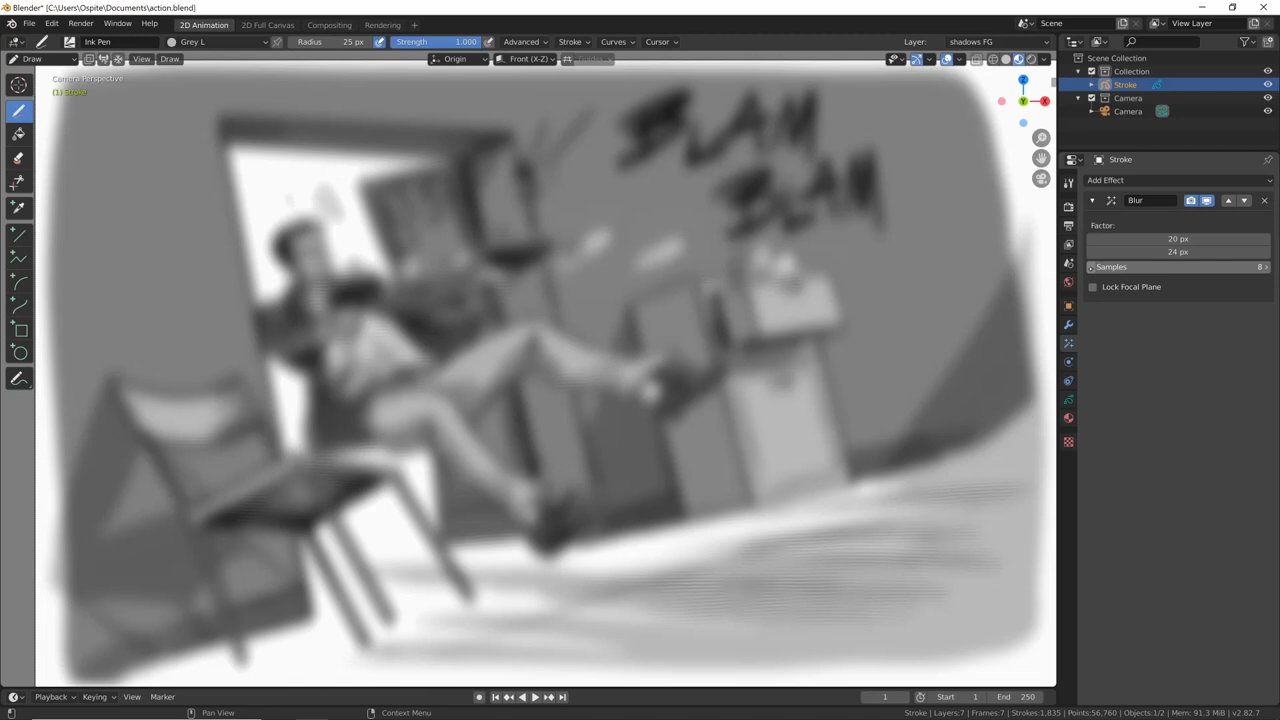 Blender* [C:\Users\Ospite\Documents\action.blend]
File Edit Render Window Help 2D Animation 2D Full Canvas Compositing Rendering Scene View Layer
Ink Pen Grey L Radius 25 px Strength 1.000 Advanced Stroke Curves Cursor Layer: shadows FG
Draw View Draw Origin Front (X-Z)
Camera Perspective
(1) Stroke
Z
Y
X
BLAM
BLAM
Scene Collection
Collection
Stroke
Camera
Camera
Stroke
Add Effect
Blur
Factor:
20 px
24 px
Samples 8
Lock Focal Plane
Playback Keying View Marker 1 Start 1 End 250
Pan View Context Menu Stroke | Layers:7 | Frames:7 | Strokes:1,835 | Points:56,760 | Objects:1/2 | Mem: 91.3 MiB | v2.82.7